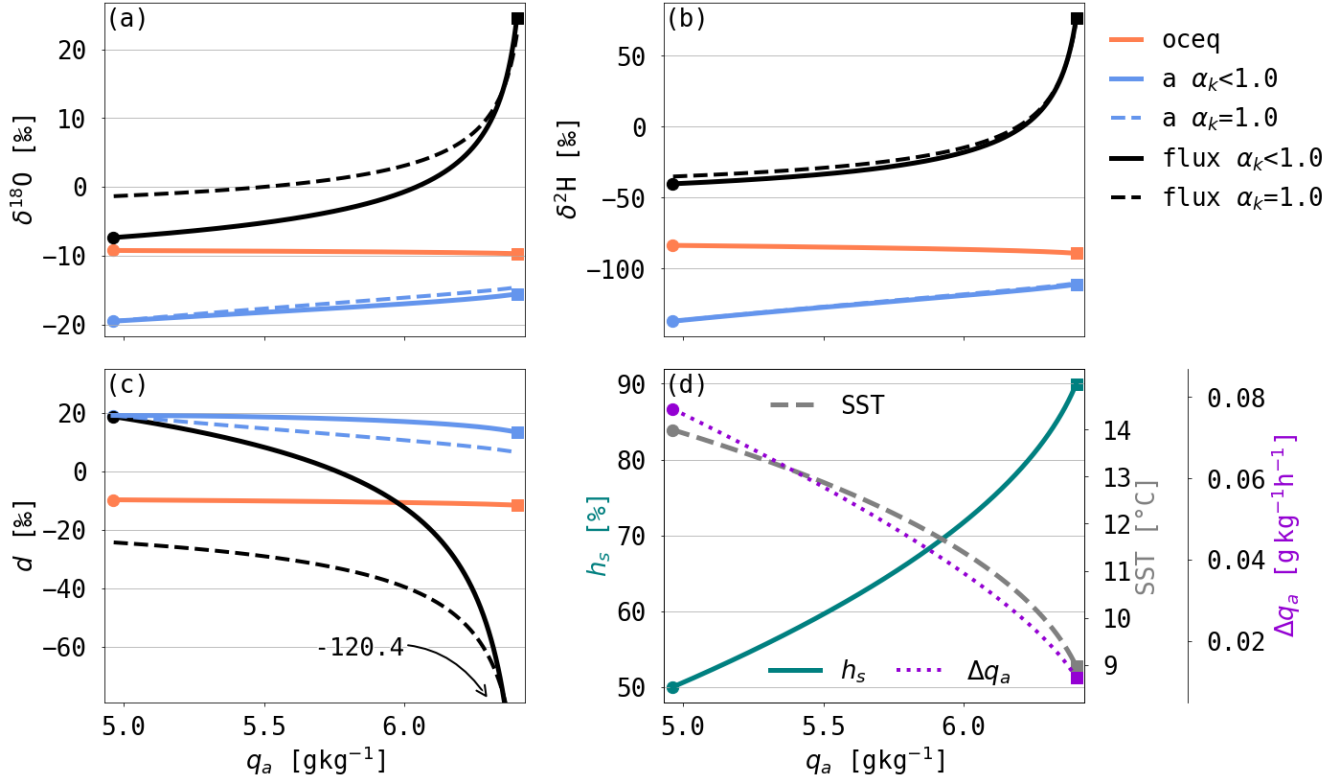 (a)
20
10
0
−10
−20
δ¹⁸O [‰]
(b)
50
0
−50
−100
δ²H [‰]
5.0 5.5 6.0
qₐ [gkg⁻¹]
oceq
a αₖ<1.0
a αₖ=1.0
flux αₖ<1.0
flux αₖ=1.0
(c)
20
0
−20
−40
−60
d [‰]
-120.4
5.0 5.5 6.0
qₐ [gkg⁻¹]
(d)
SST
90
80
70
60
50
hₛ [%]
hₛ Δqₐ
14
13
12
11
10
9
SST [°C]
0.08
0.06
0.04
0.02
Δqₐ [g kg⁻¹h⁻¹]